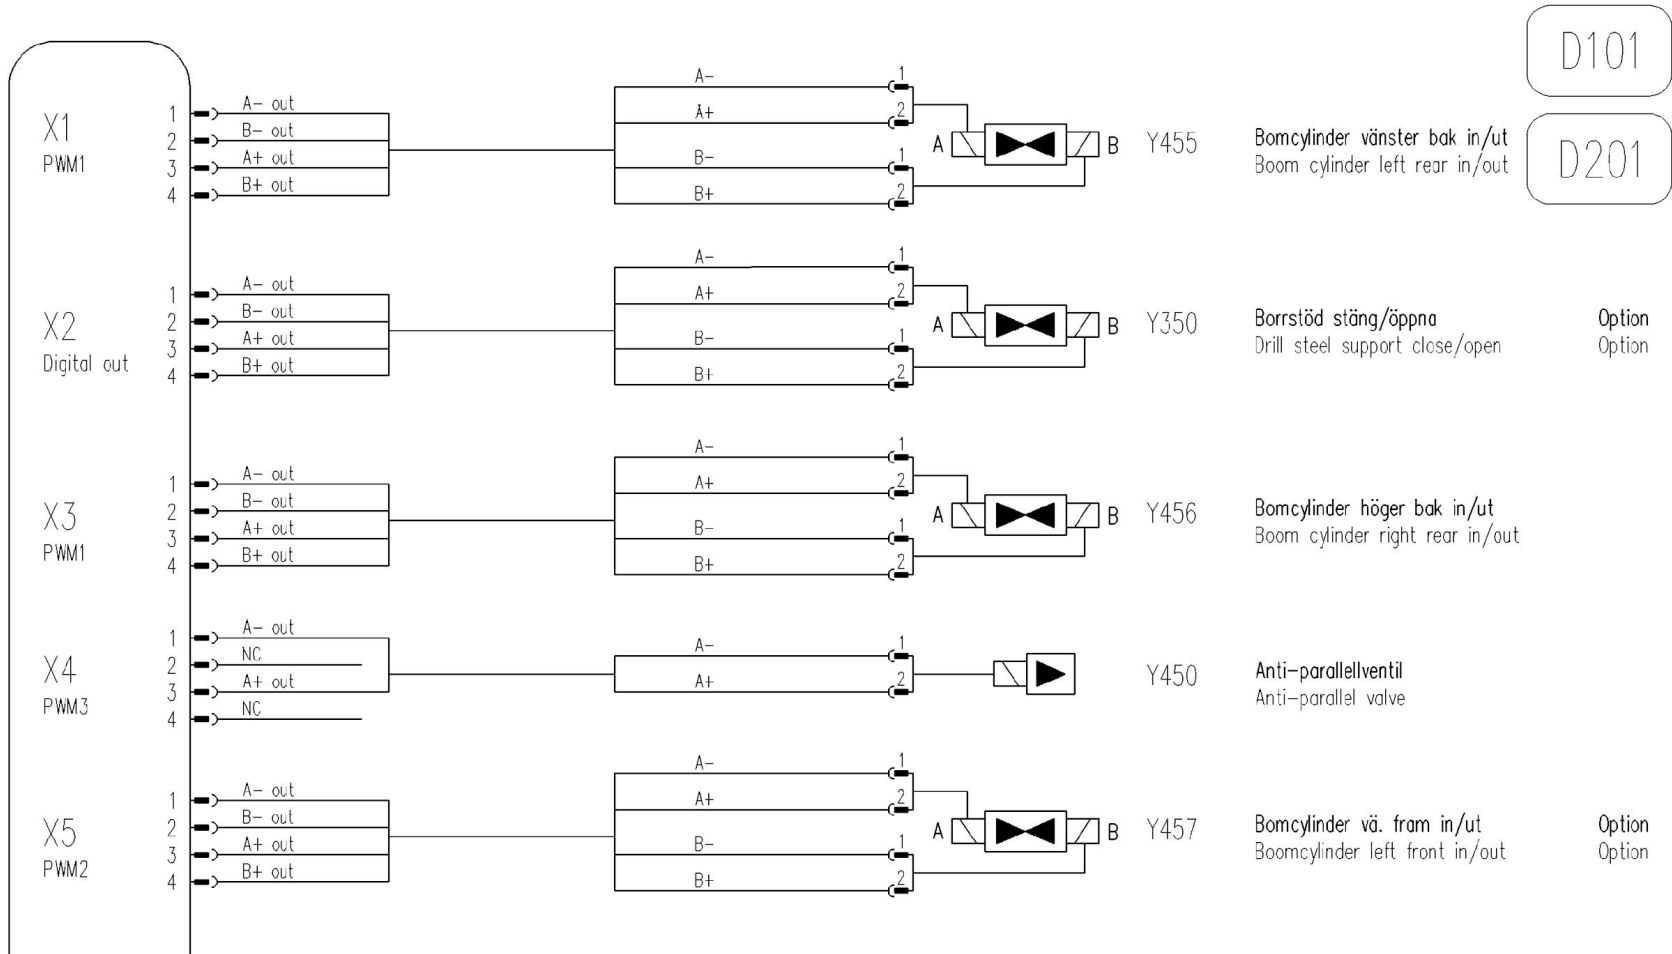 D101
D201
X1
PWM1
1 A- out
2 B- out
3 A+ out
4 B+ out
A- 1
A+ 2
B- 1
B+ 2
A B Y455
Bomcylinder vänster bak in/ut
Boom cylinder left rear in/out
X2
Digital out
1 A- out
2 B- out
3 A+ out
4 B+ out
A- 1
A+ 2
B- 1
B+ 2
A B Y350
Borrstöd stäng/öppna Option
Drill steel support close/open Option
X3
PWM1
1 A- out
2 B- out
3 A+ out
4 B+ out
A- 1
A+ 2
B- 1
B+ 2
A B Y456
Bomcylinder höger bak in/ut
Boom cylinder right rear in/out
X4
PWM3
1 A- out
2 NC
3 A+ out
4 NC
A- 1
A+ 2
Y450
Anti-parallellventil
Anti-parallel valve
X5
PWM2
1 A- out
2 B- out
3 A+ out
4 B+ out
A- 1
A+ 2
B- 1
B+ 2
A B Y457
Bomcylinder vä. fram in/ut Option
Boomcylinder left front in/out Option